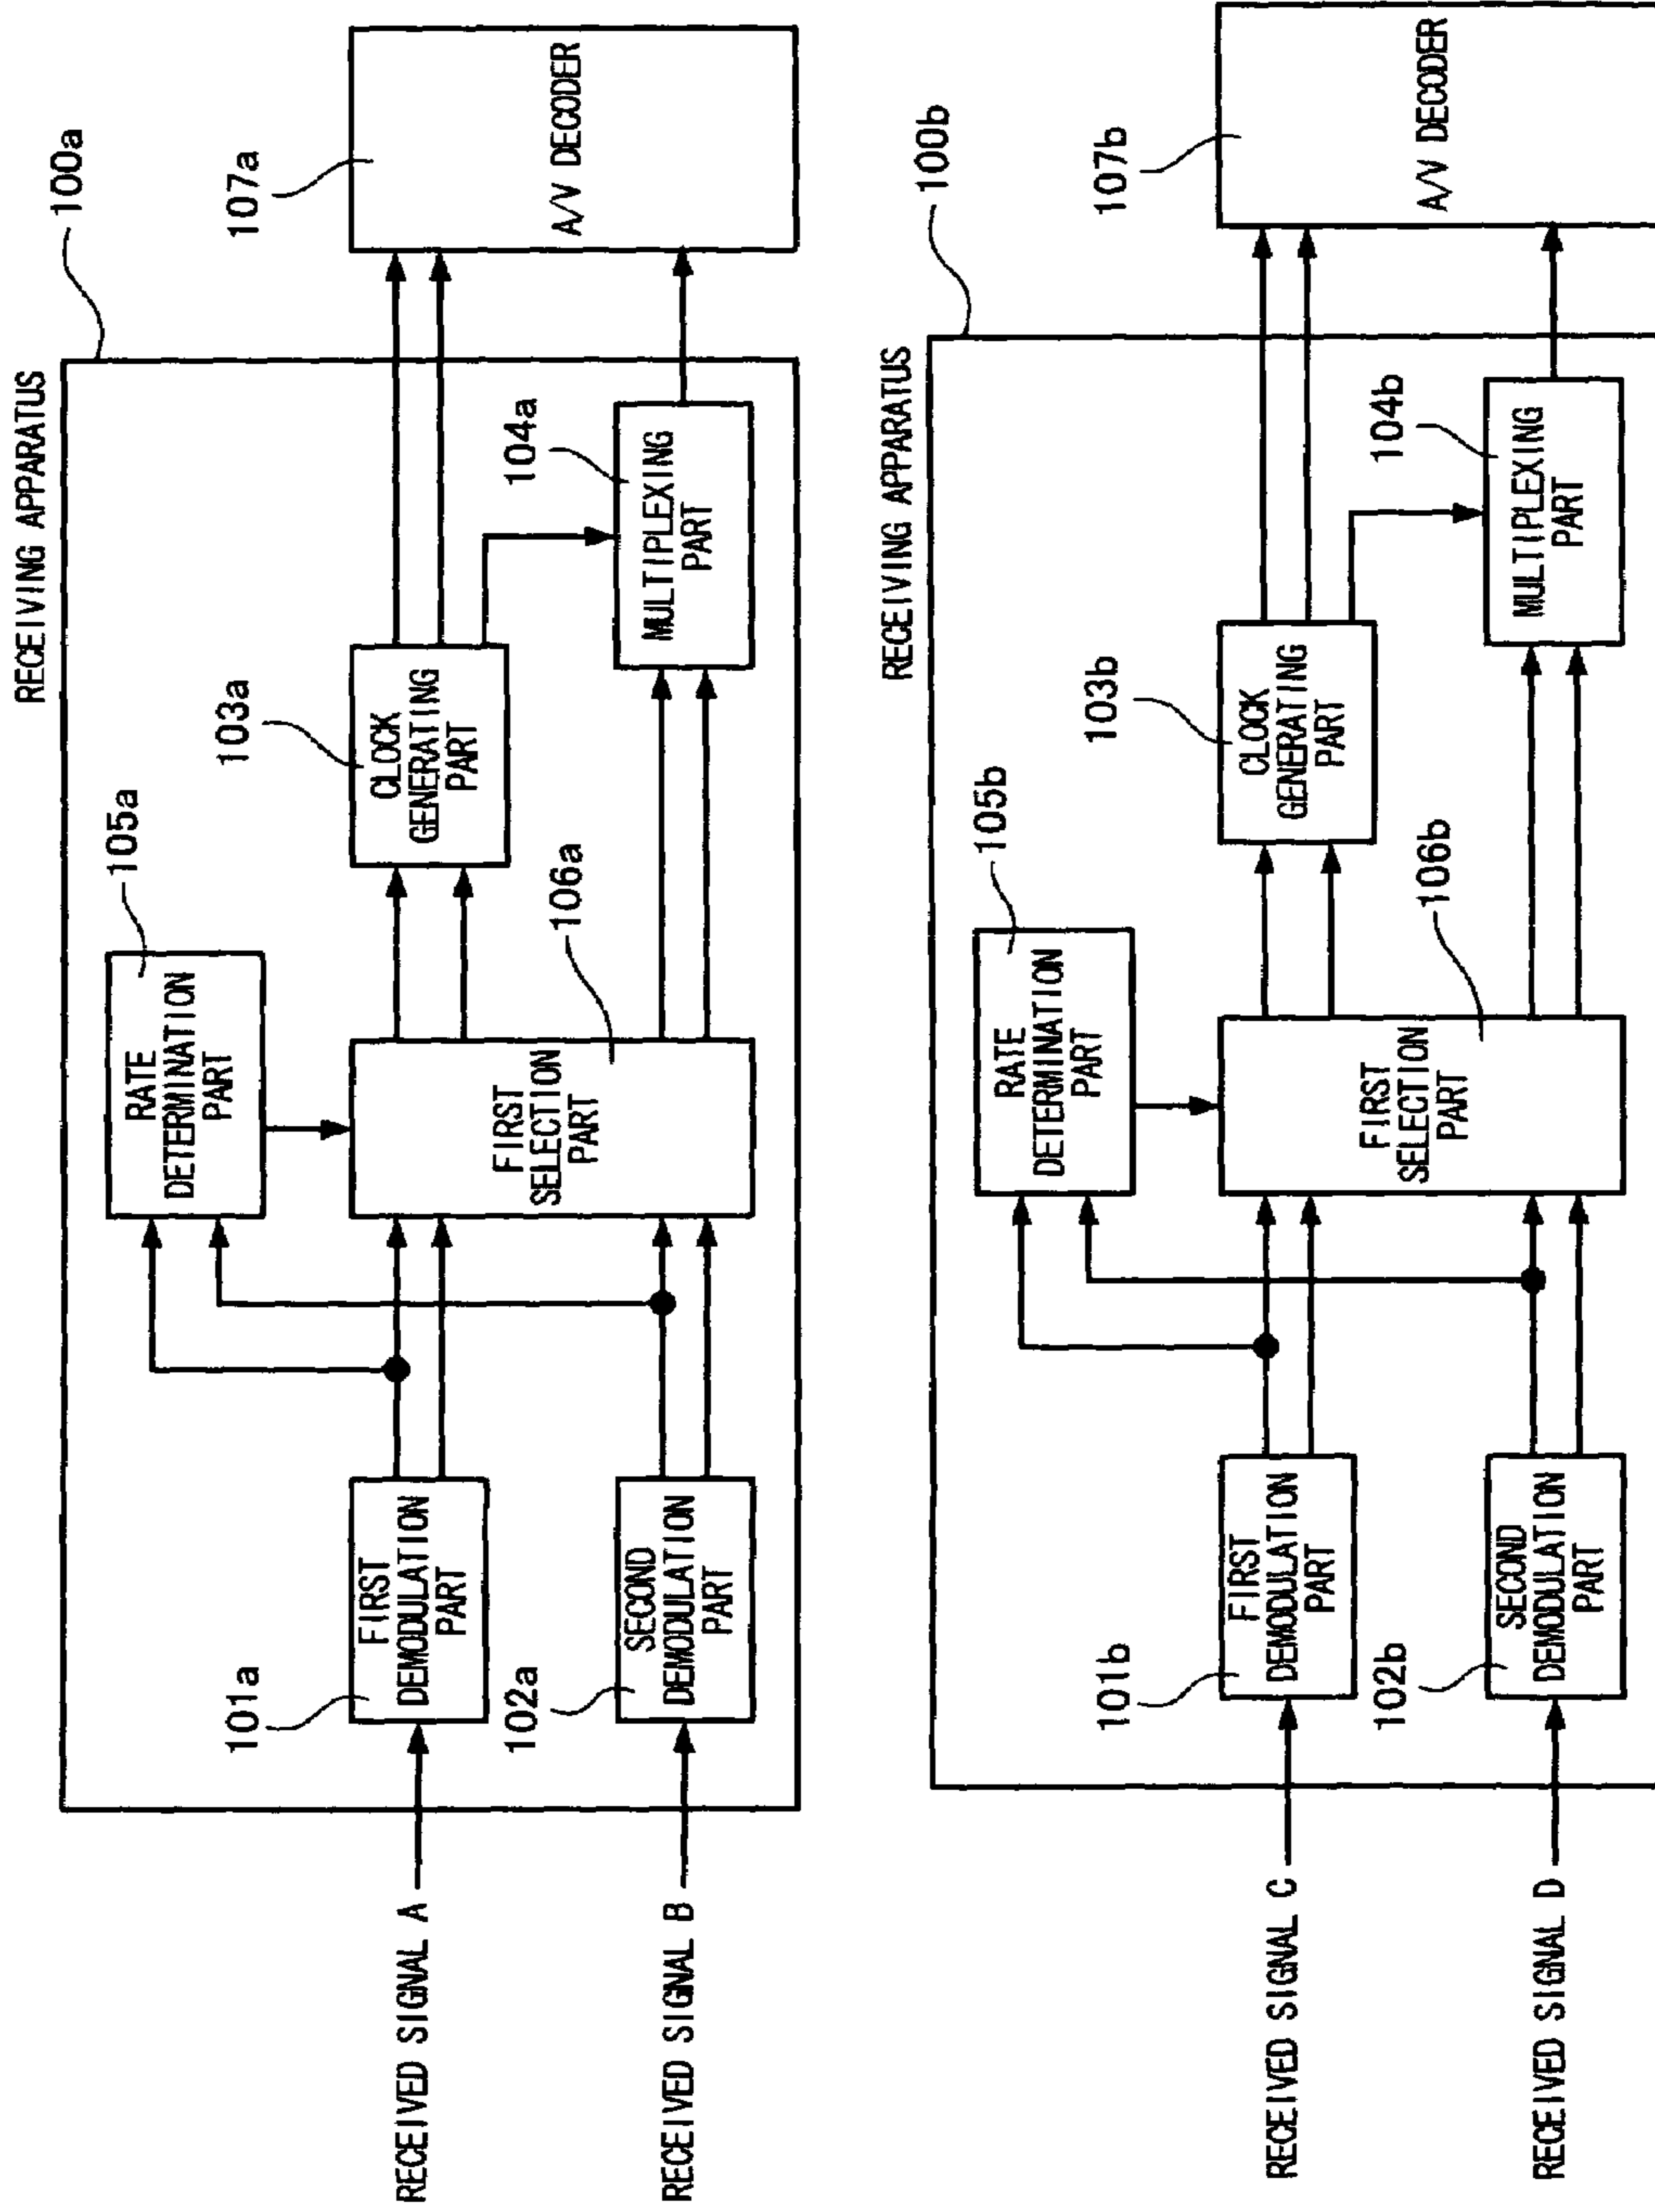 RECEIVING APPARATUS
100a
105a
RATE
DETERMINATION
PART
103a
CLOCK
GENERATING
PART
107a
A/V DECODER
101a
FIRST
DEMODULATION
PART
FIRST
SELECTION
PART
106a
104a
MULTIPLEXING
PART
102a
SECOND
DEMODULATION
PART
RECEIVED SIGNAL A
RECEIVED SIGNAL B
RECEIVING APPARATUS
100b
105b
RATE
DETERMINATION
PART
103b
CLOCK
GENERATING
PART
107b
A/V DECODER
101b
FIRST
DEMODULATION
PART
FIRST
SELECTION
PART
106b
104b
MULTIPLEXING
PART
102b
SECOND
DEMODULATION
PART
RECEIVED SIGNAL C
RECEIVED SIGNAL D